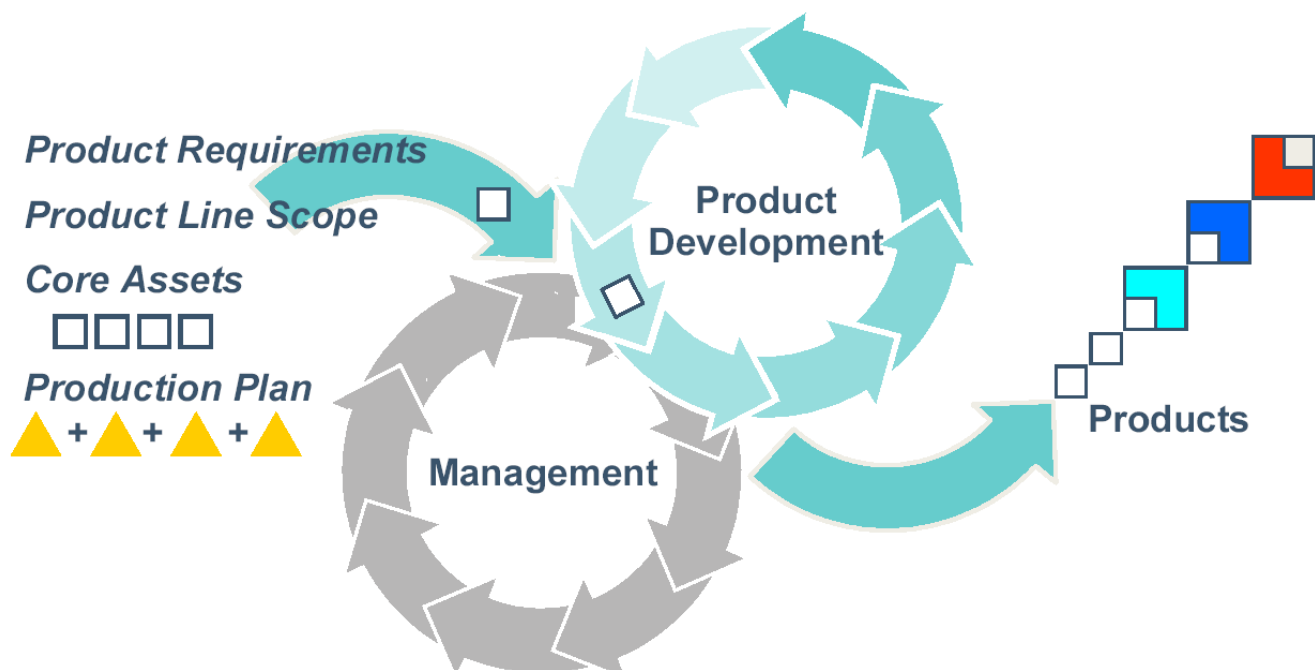 Product Requirements
Product Line Scope
Core Assets
Production Plan
+ + +
Product
Development
Management
Products